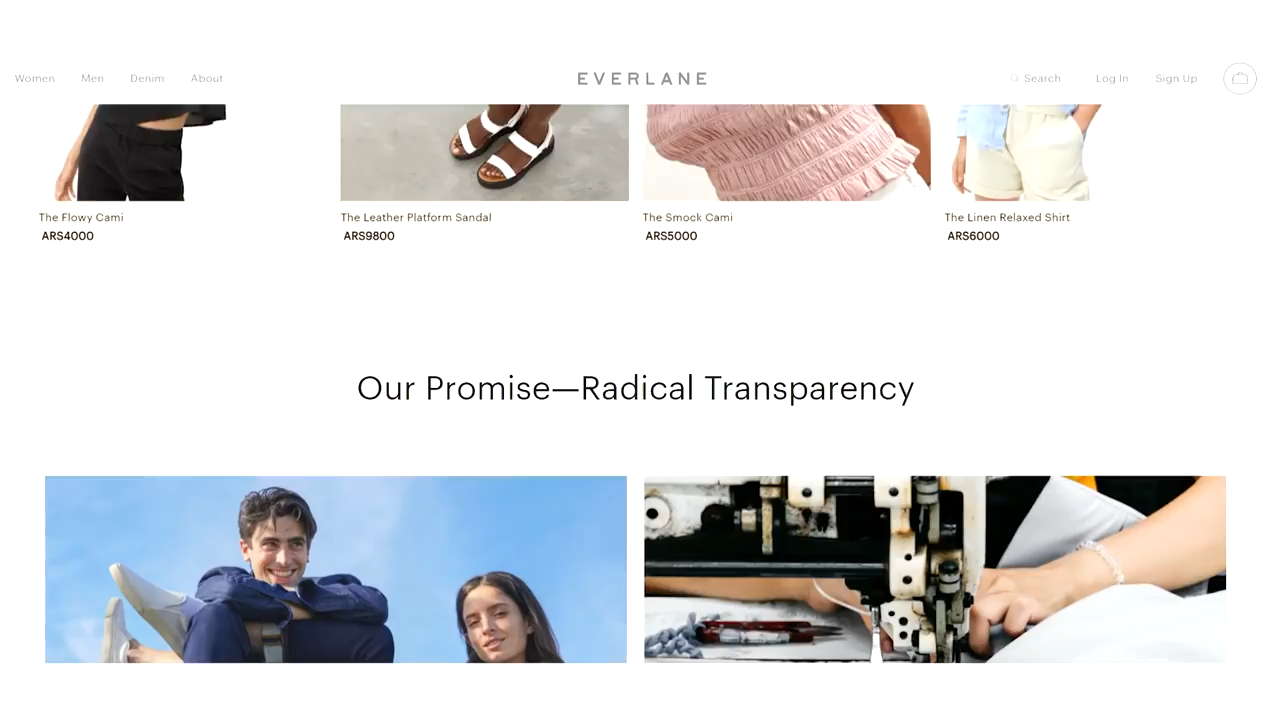 Women Men Denim About EVERLANE Search Log In Sign Up
The Flowy Cami The Leather Platform Sandal The Smock Cami The Linen Relaxed Shirt
ARS4000 ARS9800 ARS5000 ARS6000
Our Promise—Radical Transparency